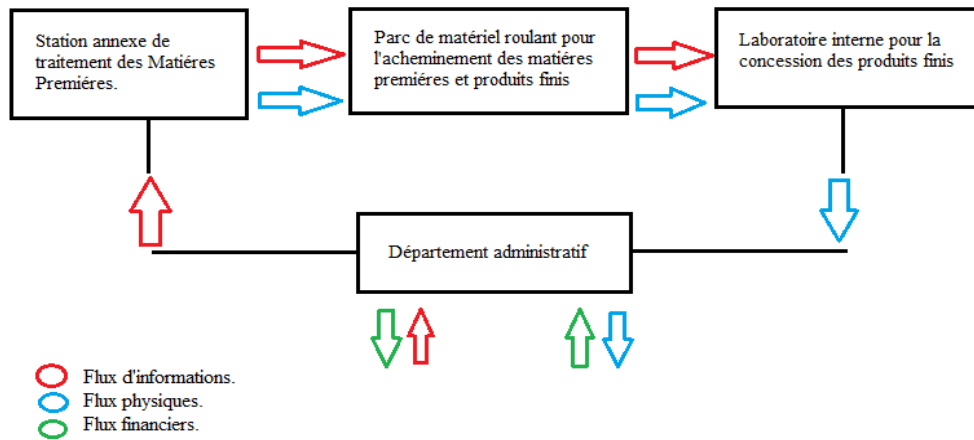 Station annexe de
traitement des Matiéres
Premiéres.
Parc de matériel roulant pour
l'acheminement des matiéres
premiéres et produits finis
Laboratoire interne pour la
concession des produits finis
Département administratif
Flux d'informations.
Flux physiques.
Flux financiers.